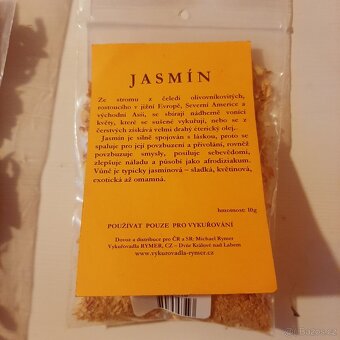 JASMÍN
Ze stromu z čeledi olivovníkovitých,
rostoucího v jižní Evropě, Severní Americe a
východní Asii, se sbírají nádherně vonící
květy, které se sušené vykuřují, nebo se z
čerstvých získává velmi drahý éterický olej.
Jasmín je silně spojován s láskou, proto se
spaluje pro její povzbuzení a přivolání, rovněž
povzbuzuje smysly, posiluje sebevědomí,
zlepšuje náladu a působí jako afrodiziakum.
Vůně je typicky jasmínová – sladká, květinová,
exotická až omamná.
hmotnost: 10g
POUŽÍVAT POUZE PRO VYKUŘOVÁNÍ
Dovoz a distribuce pro ČR a SR: Michael Rymer
Vykuřovadla RYMER, CZ – Dvůr Králové nad Labem
www.vykurovadla-rymer.cz